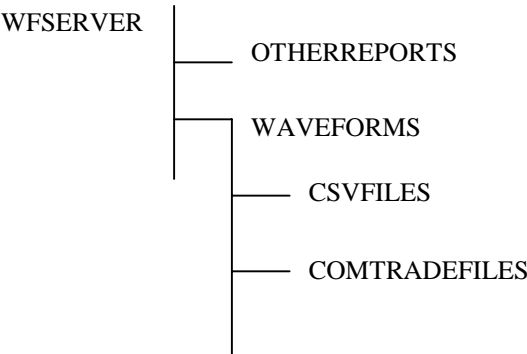 WFSERVER
OTHERREPORTS
WAVEFORMS
CSVFILES
COMTRADEFILES